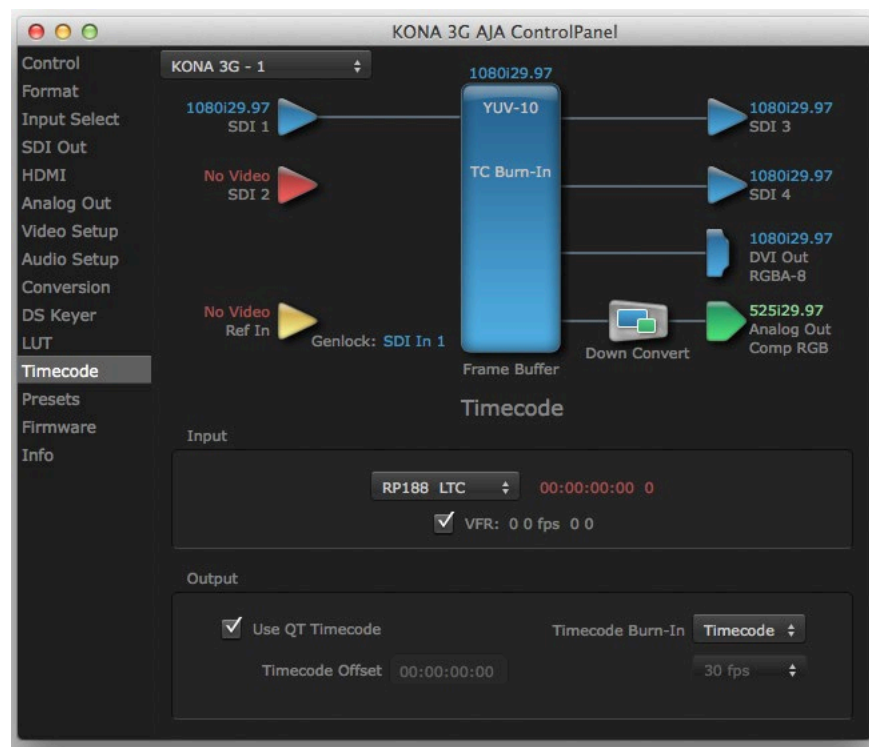 KONA 3G AJA ControlPanel
Control
Format
Input Select
SDI Out
HDMI
Analog Out
Video Setup
Audio Setup
Conversion
DS Keyer
LUT
Timecode
Presets
Firmware
Info
KONA 3G - 1
1080i29.97
1080i29.97
SDI 1
No Video
SDI 2
No Video
Ref In
Genlock: SDI In 1
YUV-10
TC Burn-In
Frame Buffer
1080i29.97
SDI 3
1080i29.97
SDI 4
1080i29.97
DVI Out
RGBA-8
Down Convert
525i29.97
Analog Out
Comp RGB
Timecode
Input
RP188 LTC 00:00:00:00 0
VFR: 0 0 fps 0 0
Output
Use QT Timecode
Timecode Burn-In Timecode
Timecode Offset 00:00:00:00
30 fps